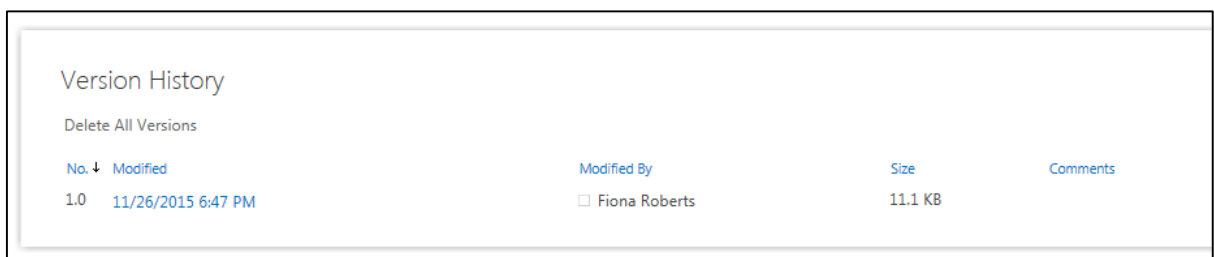 Version History
Delete All Versions
No.↓ Modified Modified By Size Comments
1.0 11/26/2015 6:47 PM Fiona Roberts 11.1 KB